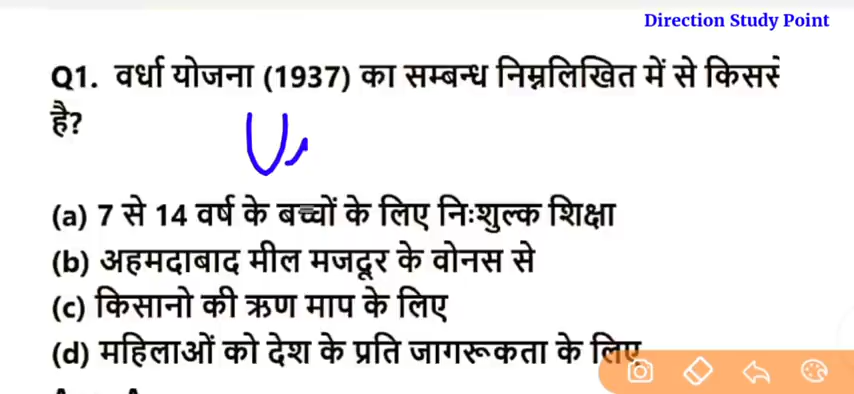 Direction Study Point
Q1. वर्धा योजना (1937) का सम्बन्ध निम्नलिखित में से किससे
है?
(a) 7 से 14 वर्ष के बच्चों के लिए निःशुल्क शिक्षा
(b) अहमदाबाद मील मजदूर के वोनस से
(c) किसानो की ऋण माप के लिए
(d) महिलाओं को देश के प्रति जागरूकता के लिए